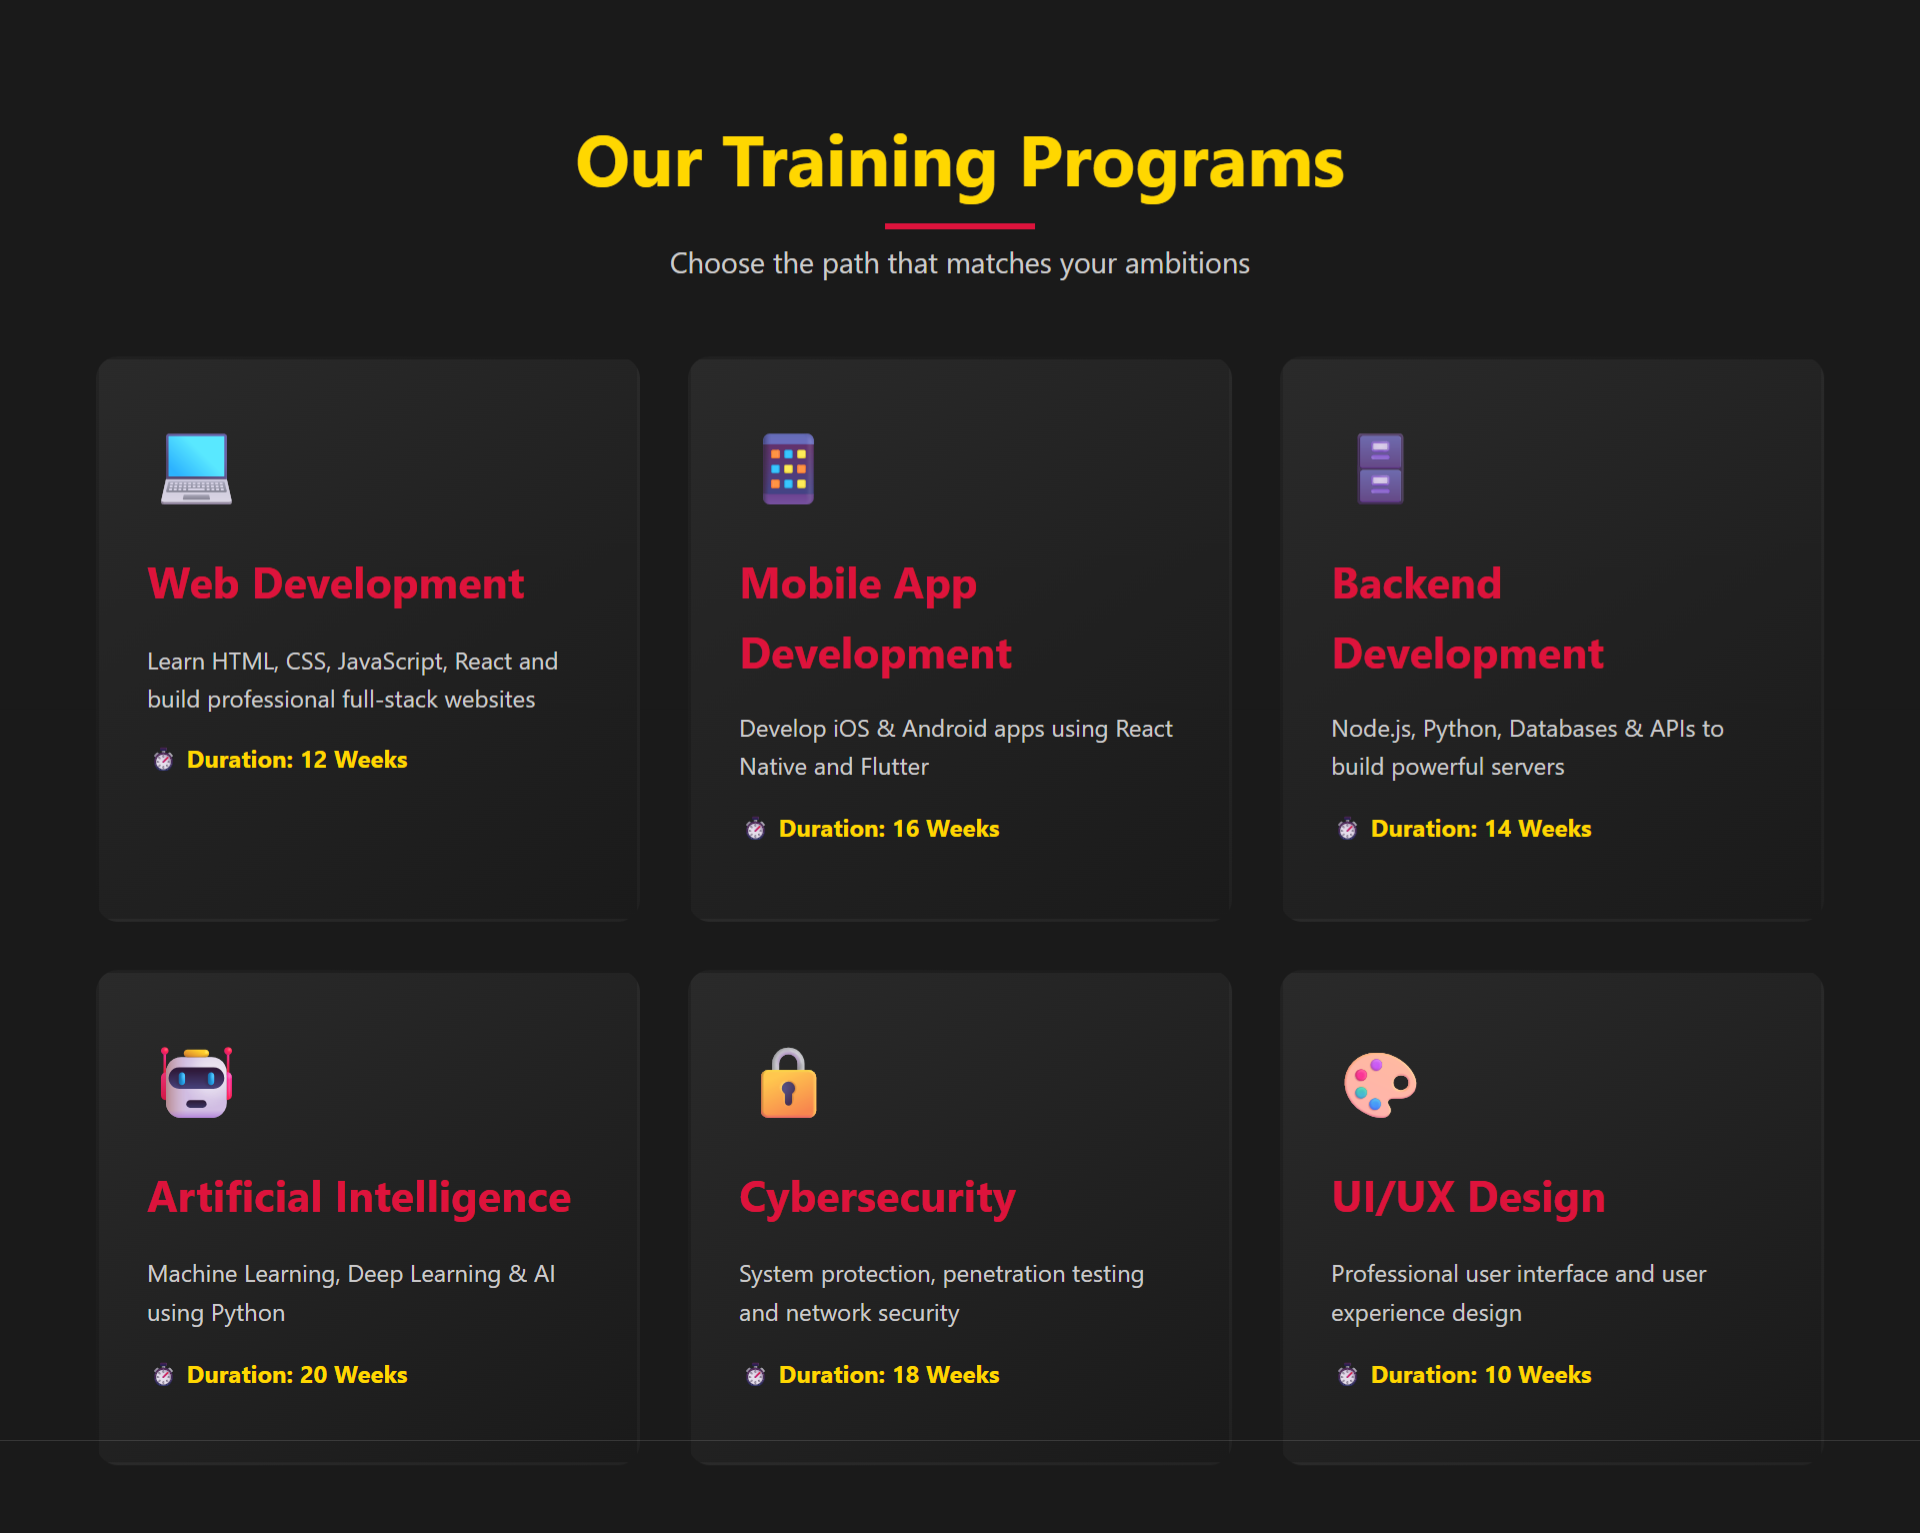 Our Training Programs
Choose the path that matches your ambitions
Web Development
Learn HTML, CSS, JavaScript, React and
build professional full-stack websites
Duration: 12 Weeks
Mobile App
Development
Develop iOS & Android apps using React
Native and Flutter
Duration: 16 Weeks
Backend
Development
Node.js, Python, Databases & APIs to
build powerful servers
Duration: 14 Weeks
Artificial Intelligence
Machine Learning, Deep Learning & AI
using Python
Duration: 20 Weeks
Cybersecurity
System protection, penetration testing
and network security
Duration: 18 Weeks
UI/UX Design
Professional user interface and user
experience design
Duration: 10 Weeks